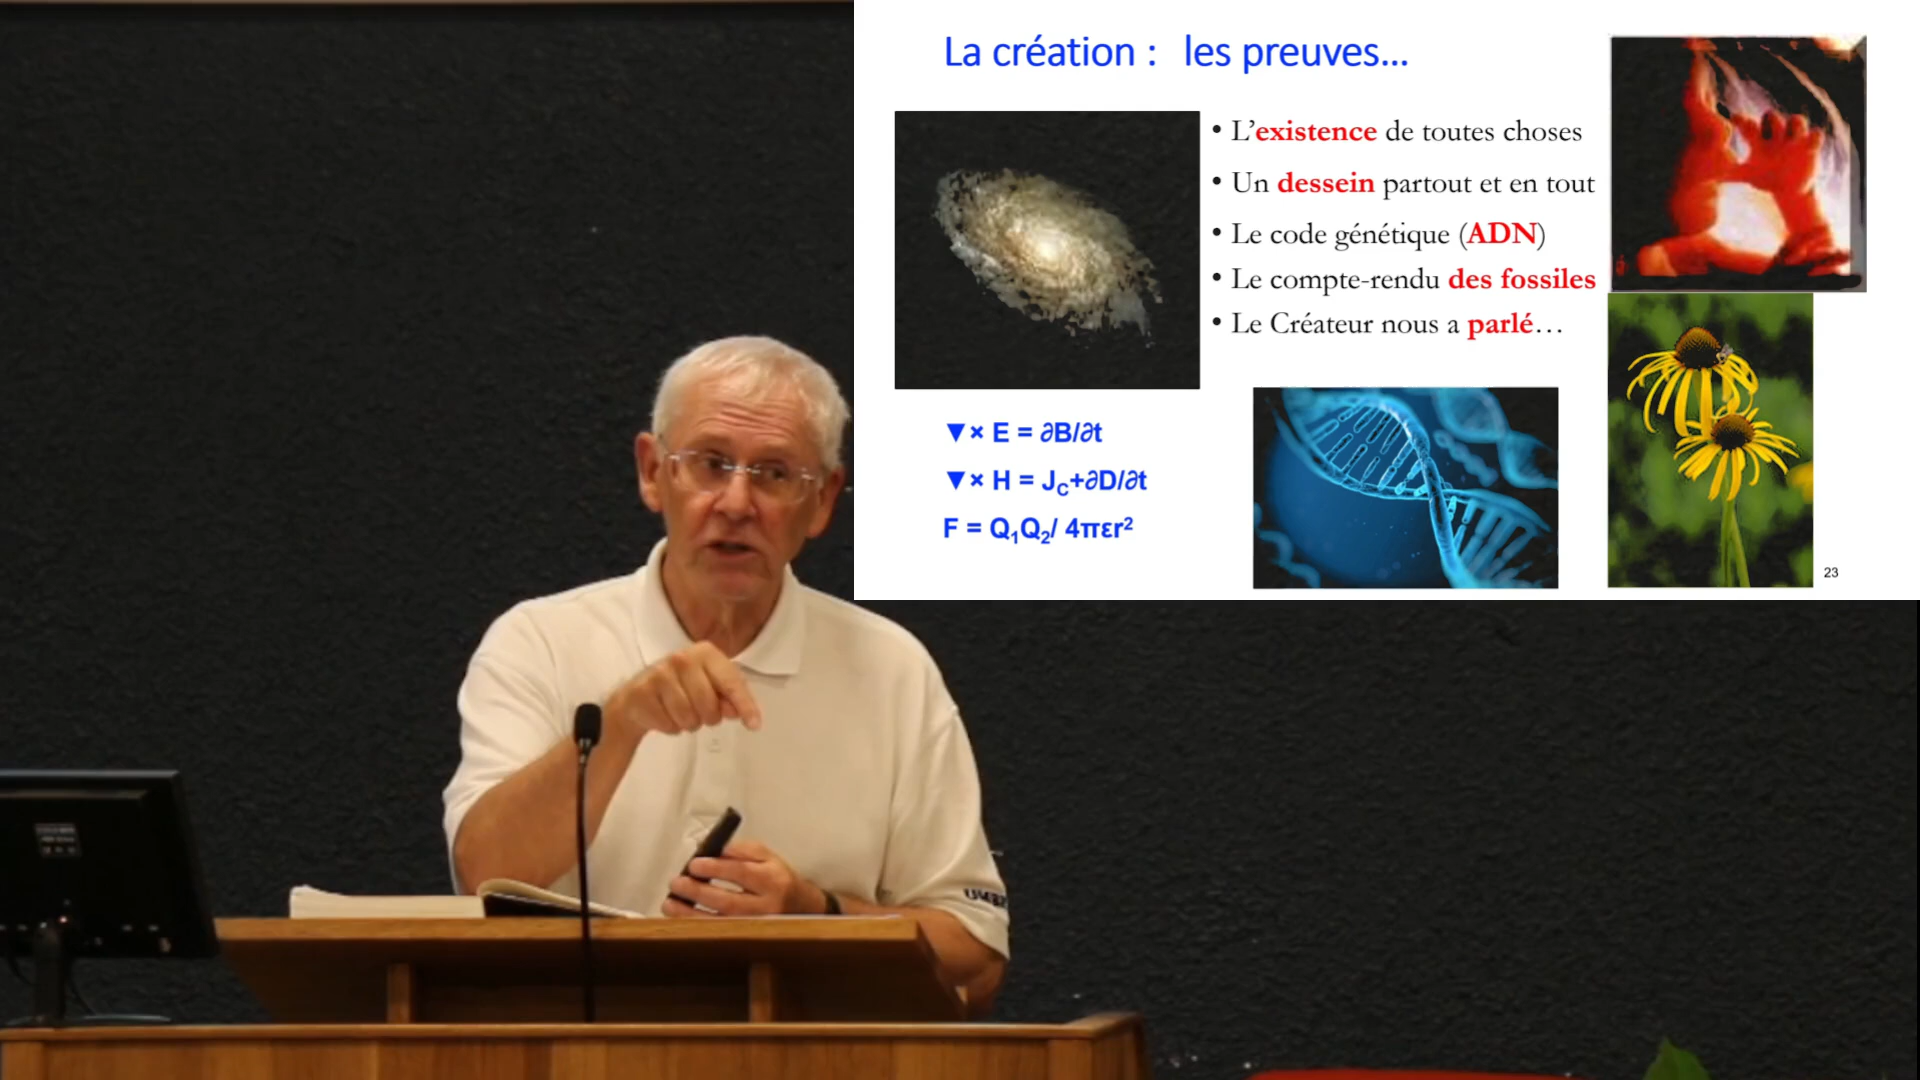 La création : les preuves...
• L’existence de toutes choses
• Un dessein partout et en tout
• Le code génétique (ADN)
• Le compte-rendu des fossiles
• Le Créateur nous a parlé…
▼× E = ∂B/∂t
▼× H = J_C+∂D/∂t
F = Q₁Q₂/ 4πεr²
23